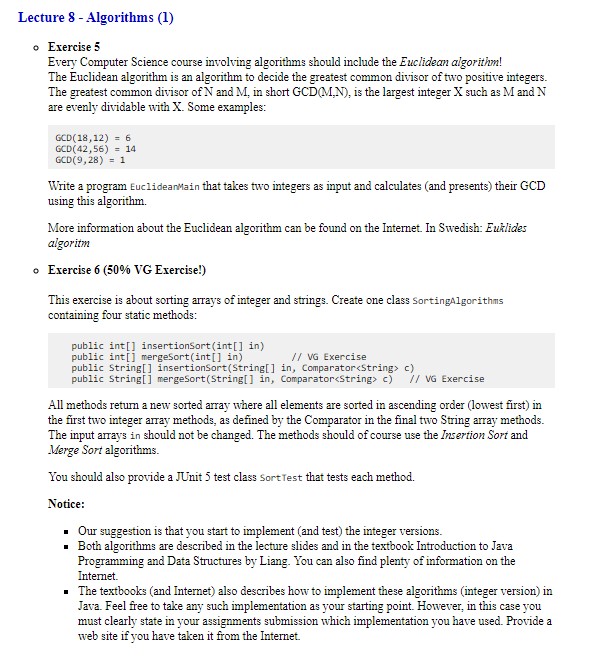 Lecture 8 - Algorithms (1)
Exercise 5
Every Computer Science course involving algorithms should include the Euclidean algorithm!
The Euclidean algorithm is an algorithm to decide the greatest common divisor of two positive integers.
The greatest common divisor of N and M, in short GCD(M,N), is the largest integer X such as M and N
are evenly dividable with X. Some examples:
GCD(18,12) = 6
GCD(42,56) = 14
GCD(9,28) = 1
Write a program EuclideanMain that takes two integers as input and calculates (and presents) their GCD
using this algorithm.
More information about the Euclidean algorithm can be found on the Internet. In Swedish: Euklides
algoritm
Exercise 6 (50% VG Exercise!)
This exercise is about sorting arrays of integer and strings. Create one class SortingAlgorithms
containing four static methods:
public int[] insertionSort(int[] in)
public int[] mergeSort(int[] in) // VG Exercise
public String[] insertionSort(String[] in, Comparator<String> c)
public String[] mergeSort(String[] in, Comparator<String> c) // VG Exercise
All methods return a new sorted array where all elements are sorted in ascending order (lowest first) in
the first two integer array methods, as defined by the Comparator in the final two String array methods.
The input arrays in should not be changed. The methods should of course use the Insertion Sort and
Merge Sort algorithms.
You should also provide a JUnit 5 test class SortTest that tests each method.
Notice:
Our suggestion is that you start to implement (and test) the integer versions.
Both algorithms are described in the lecture slides and in the textbook Introduction to Java
Programming and Data Structures by Liang. You can also find plenty of information on the
Internet.
The textbooks (and Internet) also describes how to implement these algorithms (integer version) in
Java. Feel free to take any such implementation as your starting point. However, in this case you
must clearly state in your assignments submission which implementation you have used. Provide a
web site if you have taken it from the Internet.